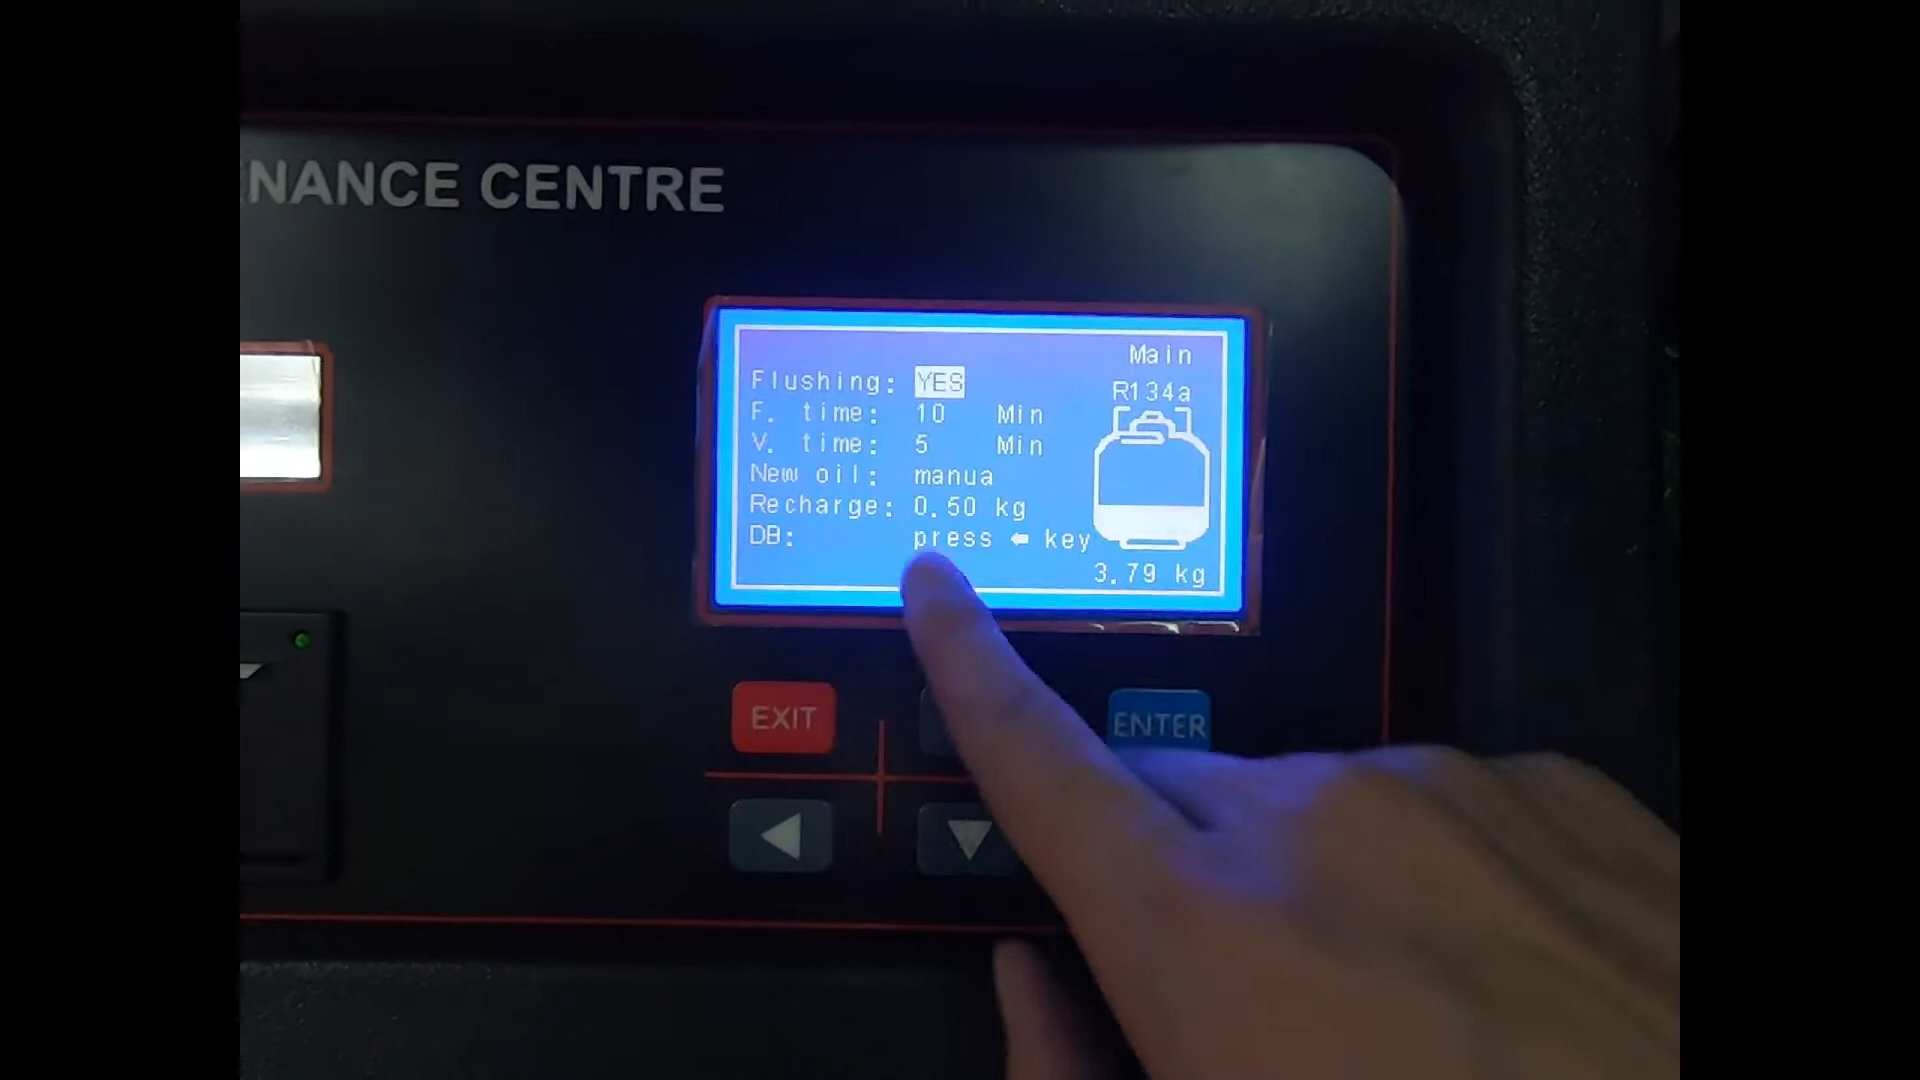 NANCE CENTRE
Main
Flushing: YES
R134a
F. time: 10 Min
V. time: 5 Min
New oil: manua
Recharge: 0.50 kg
DB: press ⬅ key
3.79 kg
EXIT
ENTER